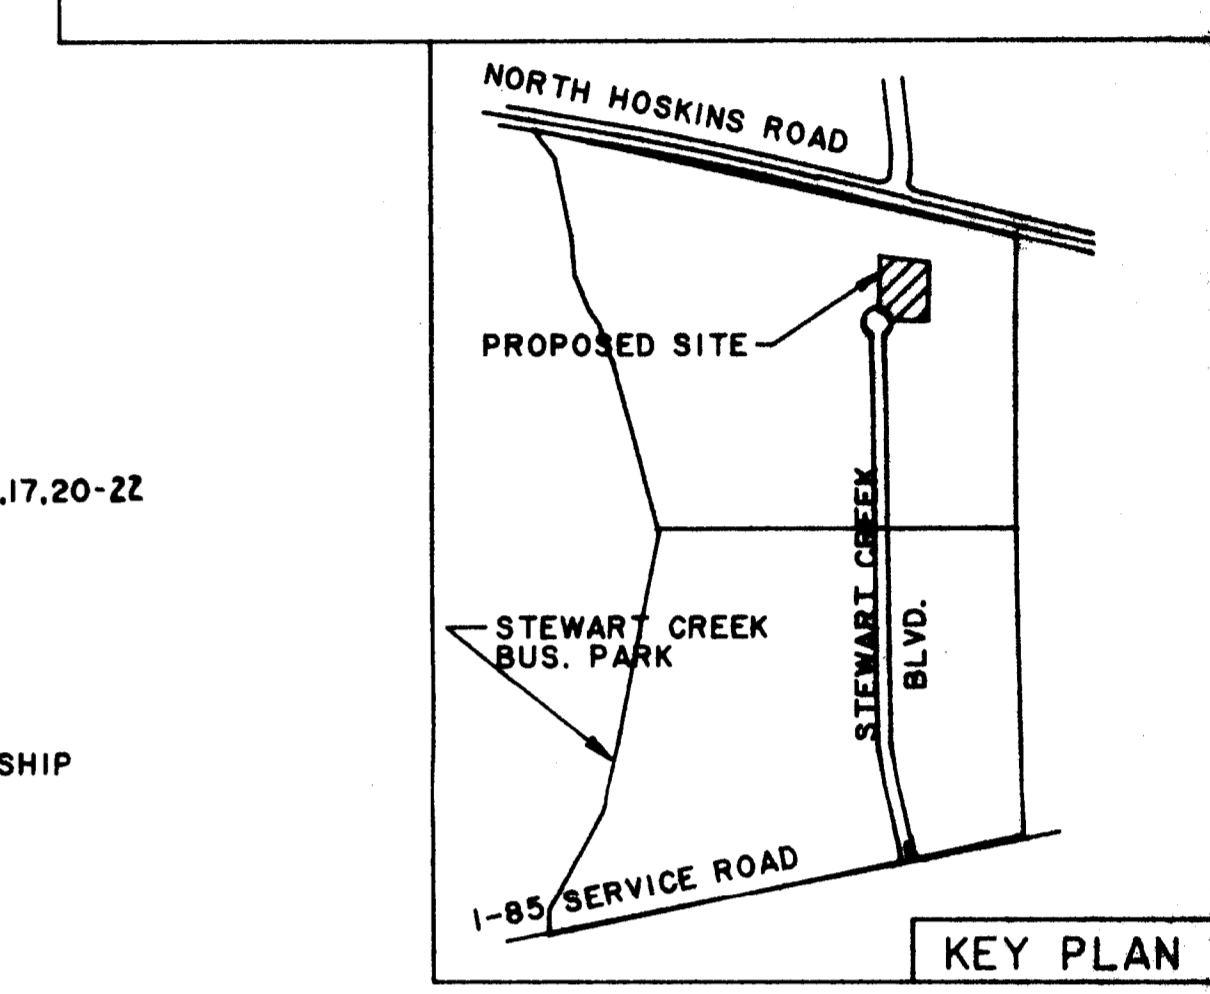 NORTH HOSKINS ROAD
PROPOSED SITE
.17.20-22
STEWART CREEK
BLVD.
STEWART CREEK
BUS. PARK
SHIP
I-85 SERVICE ROAD
KEY PLAN